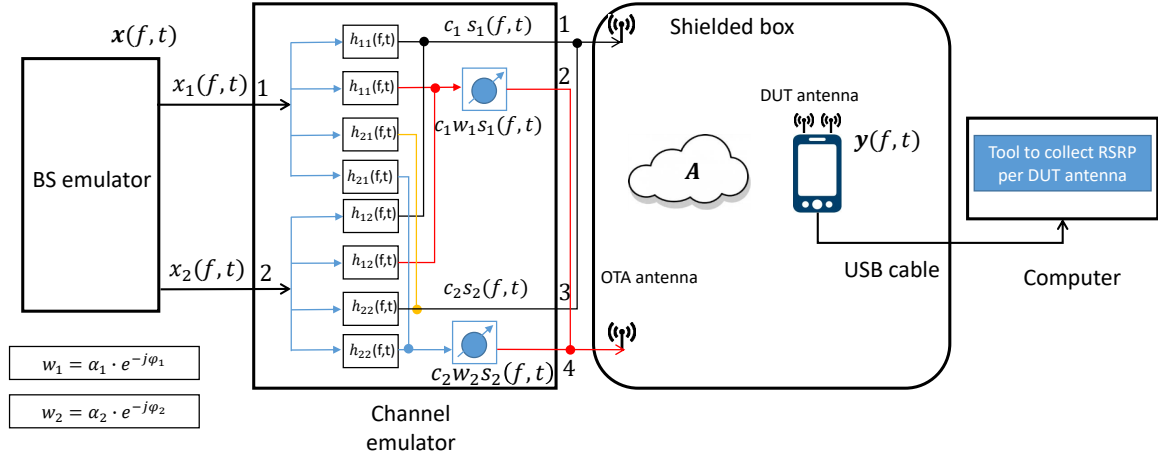 𝒙(𝑓, 𝑡)
BS emulator
𝑥₁(𝑓, 𝑡)
1
𝑥₂(𝑓, 𝑡)
2
𝑤₁ = 𝛼₁ ∙ 𝑒^{−𝑗𝜑₁}
𝑤₂ = 𝛼₂ ∙ 𝑒^{−𝑗𝜑₂}
h₁₁(f,t)
h₁₁(f,t)
h₂₁(f,t)
h₂₁(f,t)
h₁₂(f,t)
h₁₂(f,t)
h₂₂(f,t)
h₂₂(f,t)
𝑐₁ 𝑠₁(𝑓, 𝑡)
1
2
𝑐₁𝑤₁𝑠₁(𝑓, 𝑡)
𝑐₂𝑠₂(𝑓, 𝑡)
3
𝑐₂𝑤₂𝑠₂(𝑓, 𝑡)
4
Channel
emulator
Shielded box
DUT antenna
𝒚(𝑓, 𝑡)
𝑨
OTA antenna
USB cable
Tool to collect RSRP
per DUT antenna
Computer